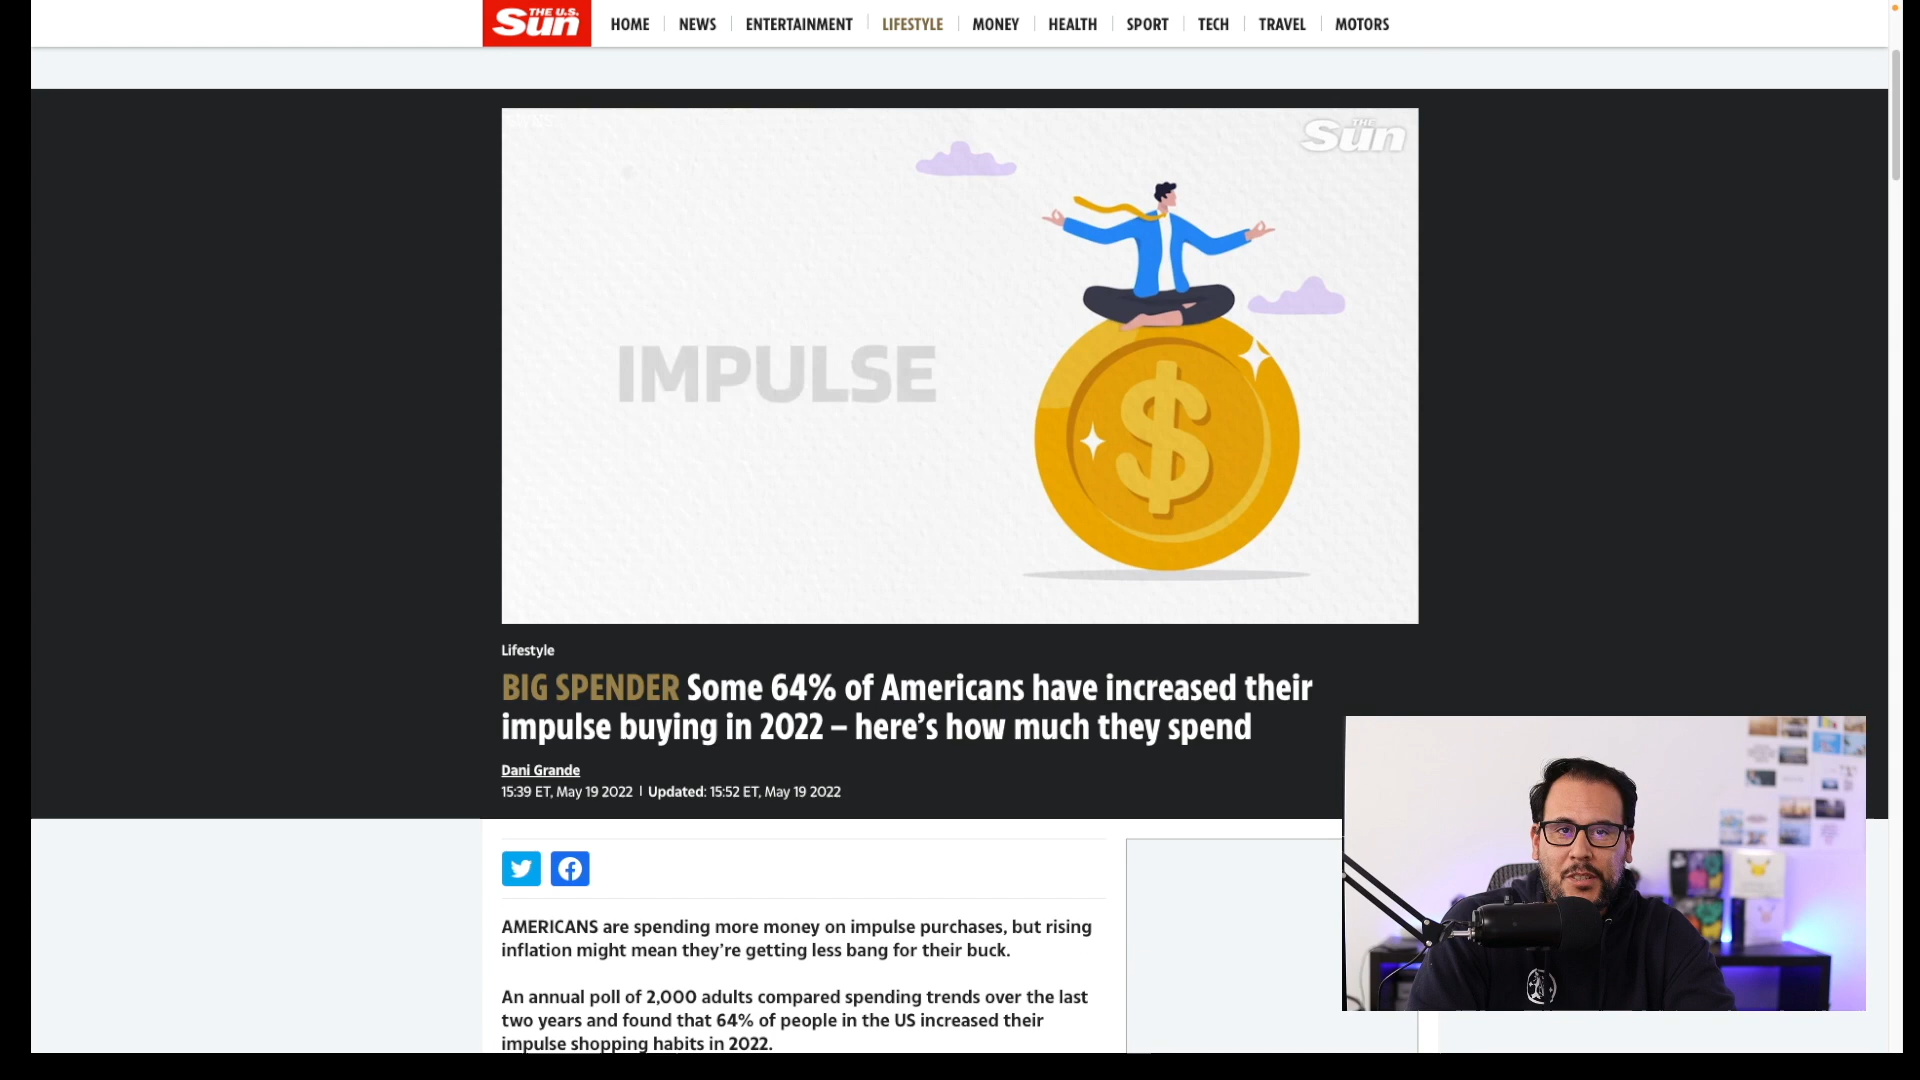 THE U.S.
Sun
HOME
NEWS
ENTERTAINMENT
LIFESTYLE
MONEY
HEALTH
SPORT
TECH
TRAVEL
MOTORS
THE
Sun
IMPULSE
$
Lifestyle
BIG SPENDER Some 64% of Americans have increased their
impulse buying in 2022 – here’s how much they spend
Dani Grande
15:39 ET, May 19 2022 | Updated: 15:52 ET, May 19 2022
AMERICANS are spending more money on impulse purchases, but rising
inflation might mean they’re getting less bang for their buck.
An annual poll of 2,000 adults compared spending trends over the last
two years and found that 64% of people in the US increased their
impulse shopping habits in 2022.